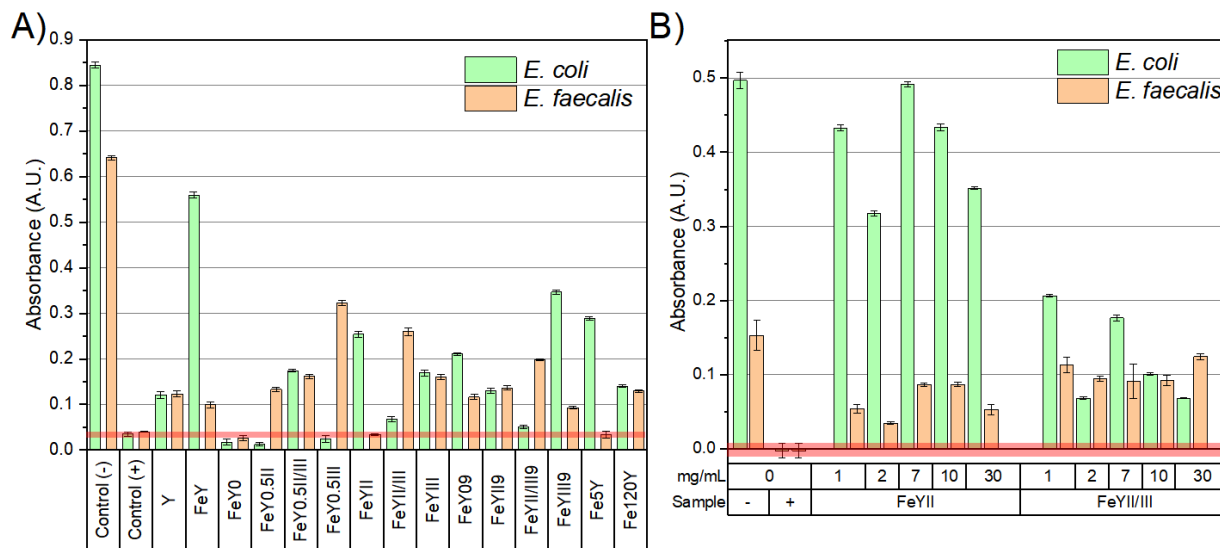 A)
0.9
0.8
0.7
0.6
0.5
0.4
0.3
0.2
0.1
0.0
Absorbance (A.U.)
E. coli
E. faecalis
Control (-)
Control (+)
Y
FeY
FeY0
FeY0.5II
FeY0.5II/III
FeY0.5III
FeYII
FeYII/III
FeYIII
FeY09
FeYII9
FeYII/III9
FeYIII9
Fe5Y
Fe120Y
B)
0.5
0.4
0.3
0.2
0.1
0.0
Absorbance (A.U.)
E. coli
E. faecalis
mg/mL 0 1 2 7 10 30 1 2 7 10 30
Sample - + FeYII FeYII/III